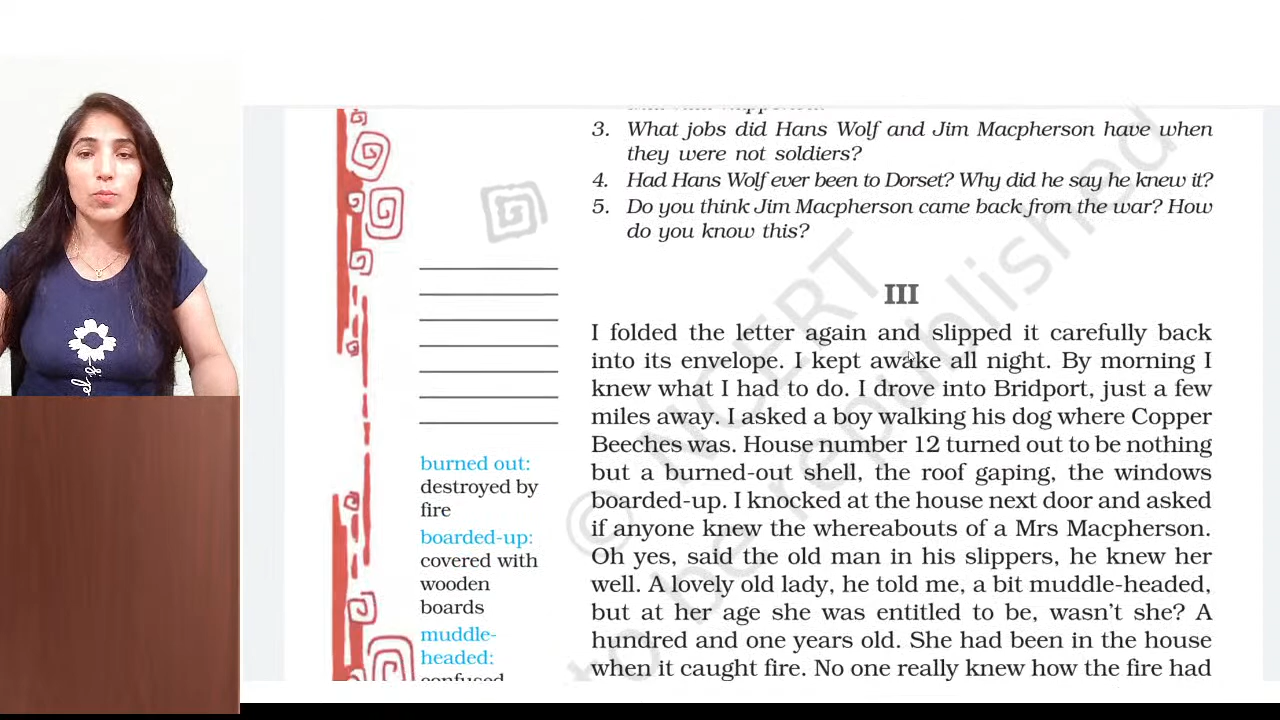 3. What jobs did Hans Wolf and Jim Macpherson have when
they were not soldiers?
4. Had Hans Wolf ever been to Dorset? Why did he say he knew it?
5. Do you think Jim Macpherson came back from the war? How
do you know this?
III
I folded the letter again and slipped it carefully back
into its envelope. I kept awake all night. By morning I
knew what I had to do. I drove into Bridport, just a few
miles away. I asked a boy walking his dog where Copper
Beeches was. House number 12 turned out to be nothing
but a burned-out shell, the roof gaping, the windows
boarded-up. I knocked at the house next door and asked
if anyone knew the whereabouts of a Mrs Macpherson.
Oh yes, said the old man in his slippers, he knew her
well. A lovely old lady, he told me, a bit muddle-headed,
but at her age she was entitled to be, wasn't she? A
hundred and one years old. She had been in the house
when it caught fire. No one really knew how the fire had
burned out:
destroyed by
fire
boarded-up:
covered with
wooden
boards
muddle-
headed:
confused
© NCERT
to be republished